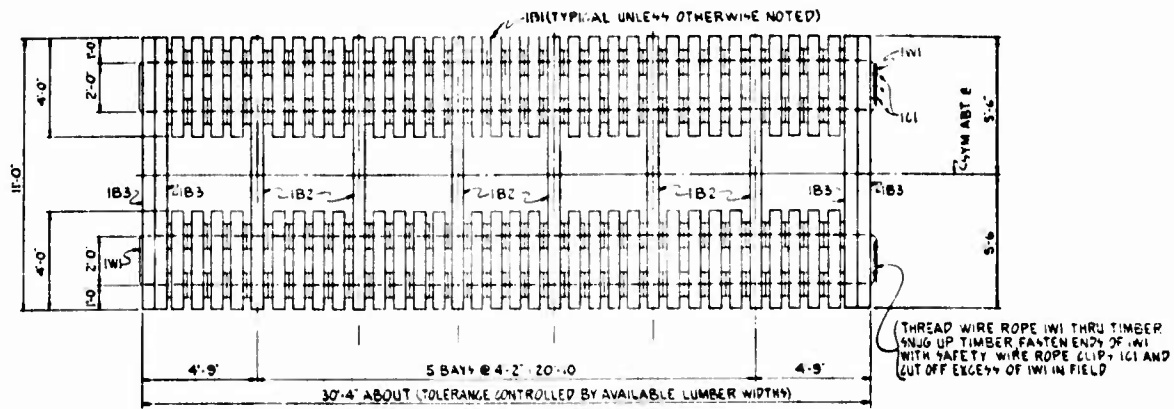 1B1 (TYPICAL UNLESS OTHERWISE NOTED)
1'-0
2'-0"
4'-0"
11'-0"
1W1
1C1
5'-6"
SYM ABT ℄
1B3
1B3
1B2
1B2
1B2
1B3
1B3
4'-0"
2'-0"
1'-0
1W1
5'-6
THREAD WIRE ROPE 1W1 THRU TIMBER
SNUG UP TIMBER, FASTEN ENDS OF 1W1
WITH SAFETY WIRE ROPE CLIPS 1C1 AND
CUT OFF EXCESS OF 1W1 IN FIELD
4'-9"
5 BAYS @ 4'-2" = 20'-10
4'-9"
30'-4" ABOUT (TOLERANCE CONTROLLED BY AVAILABLE LUMBER WIDTHS)